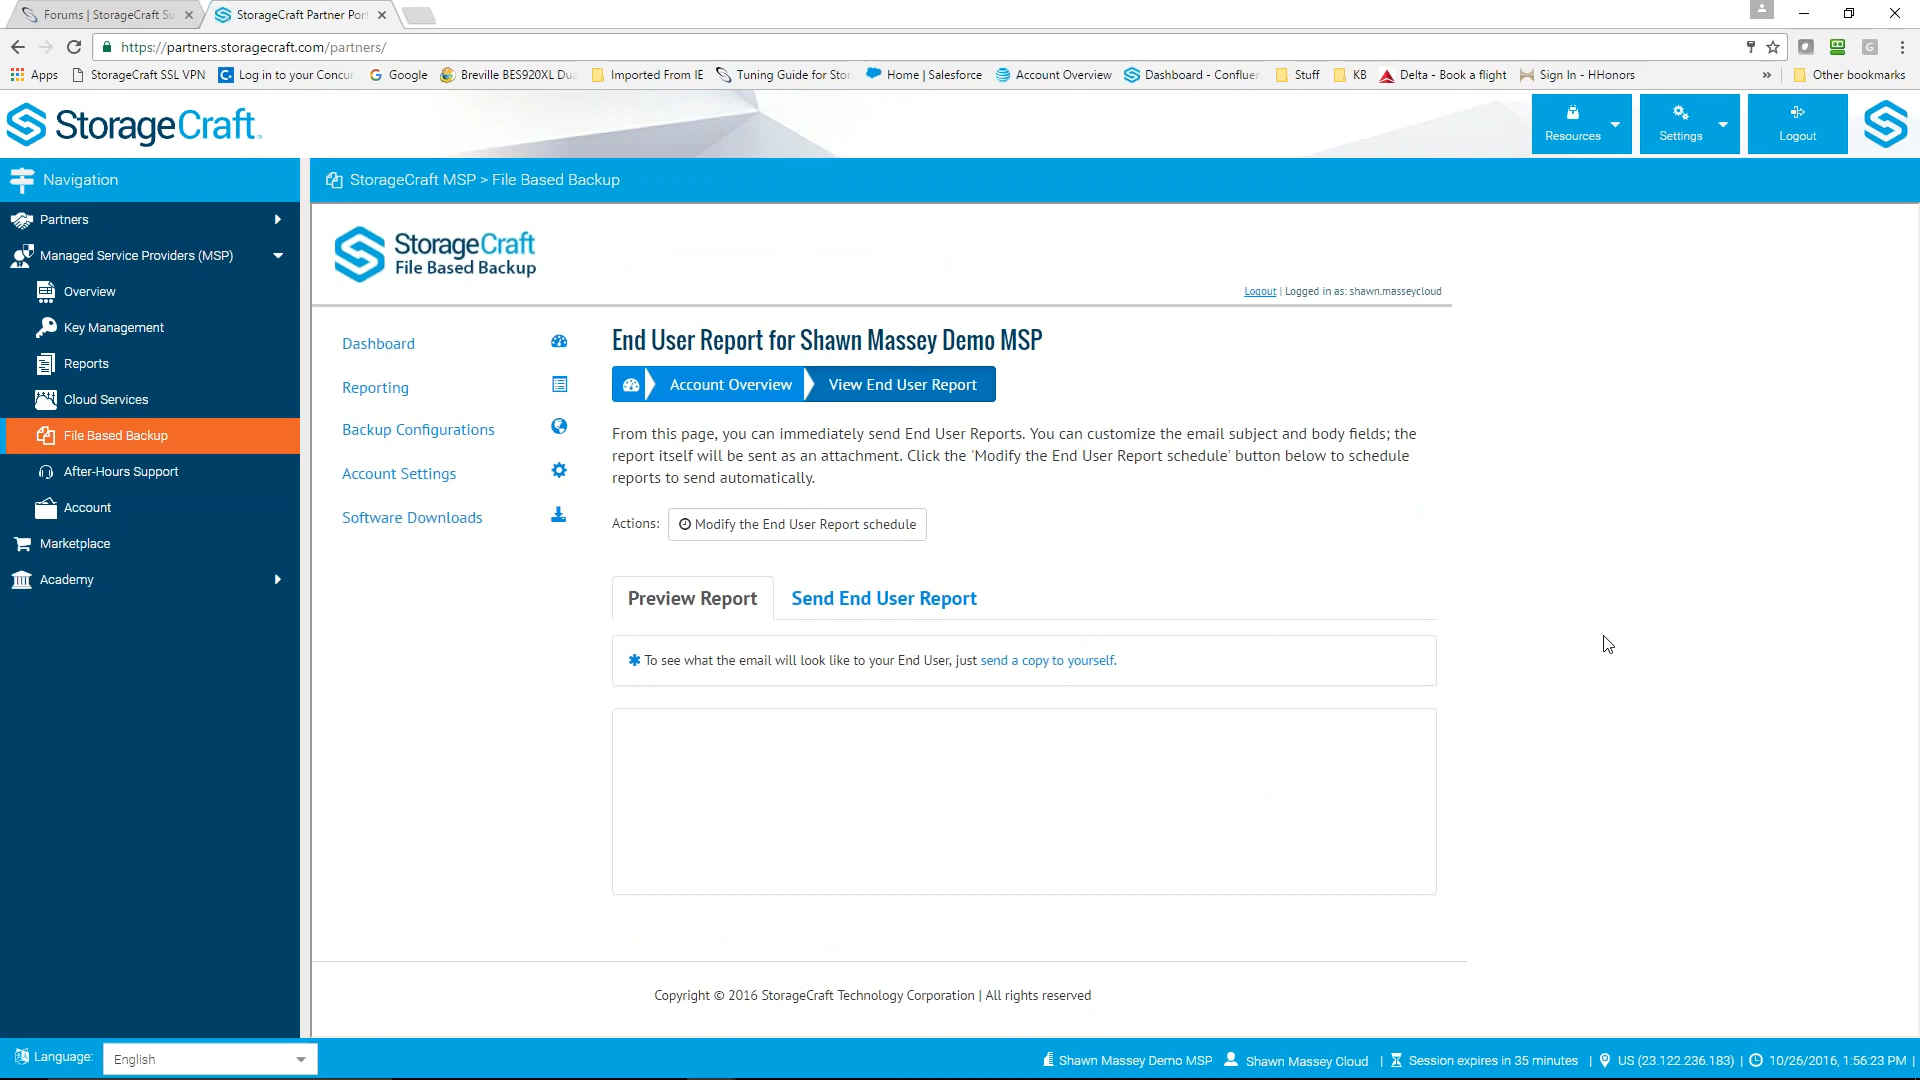 Forums | StorageCraft Su
StorageCraft Partner Por
https://partners.storagecraft.com/partners/
Apps
StorageCraft SSL VPN
Log in to your Concur
Google
Breville BES920XL Dua
Imported From IE
Tuning Guide for Stor
Home | Salesforce
Account Overview
Dashboard - Confluen
Stuff
KB
Delta - Book a flight
Sign In - HHonors
»
Other bookmarks
StorageCraft
Resources
Settings
Logout
Navigation
StorageCraft MSP > File Based Backup
Partners
Managed Service Providers (MSP)
Overview
Key Management
Reports
Cloud Services
File Based Backup
After-Hours Support
Account
Marketplace
Academy
StorageCraft
File Based Backup
Logout | Logged in as: shawn.masseycloud
Dashboard
Reporting
Backup Configurations
Account Settings
Software Downloads
End User Report for Shawn Massey Demo MSP
Account Overview
View End User Report
From this page, you can immediately send End User Reports. You can customize the email subject and body fields; the
report itself will be sent as an attachment. Click the 'Modify the End User Report schedule' button below to schedule
reports to send automatically.
Actions:
Modify the End User Report schedule
Preview Report
Send End User Report
To see what the email will look like to your End User, just send a copy to yourself.
Copyright © 2016 StorageCraft Technology Corporation | All rights reserved
Language:
English
Shawn Massey Demo MSP
Shawn Massey Cloud
| Session expires in 35 minutes
| US (23.122.236.183)
| 10/26/2016, 1:56:23 PM |